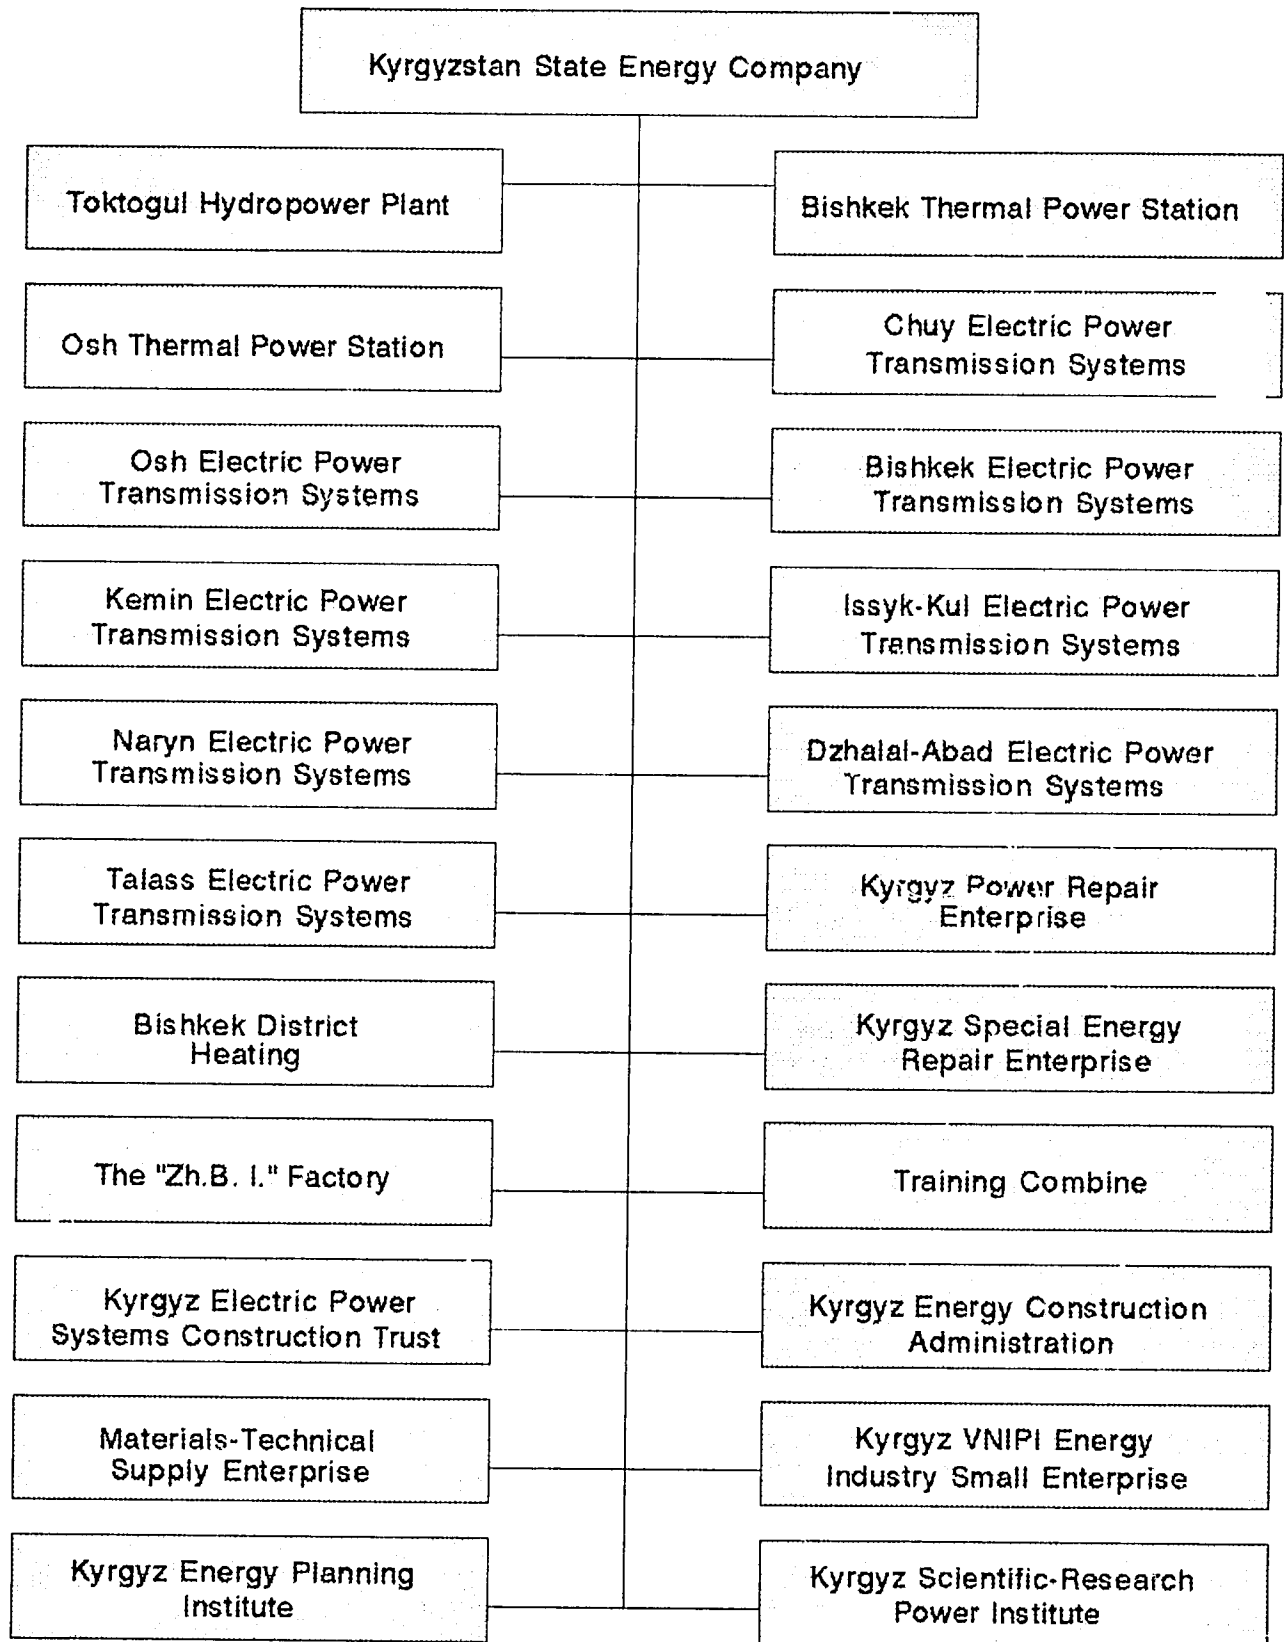 Kyrgyzstan State Energy Company
Toktogul Hydropower Plant
Bishkek Thermal Power Station
Osh Thermal Power Station
Chuy Electric Power
Transmission Systems
Osh Electric Power
Transmission Systems
Bishkek Electric Power
Transmission Systems
Kemin Electric Power
Transmission Systems
Issyk-Kul Electric Power
Transmission Systems
Naryn Electric Power
Transmission Systems
Dzhalal-Abad Electric Power
Transmission Systems
Talass Electric Power
Transmission Systems
Kyrgyz Power Repair
Enterprise
Bishkek District
Heating
Kyrgyz Special Energy
Repair Enterprise
The "Zh.B. I." Factory
Training Combine
Kyrgyz Electric Power
Systems Construction Trust
Kyrgyz Energy Construction
Administration
Materials-Technical
Supply Enterprise
Kyrgyz VNIPI Energy
Industry Small Enterprise
Kyrgyz Energy Planning
Institute
Kyrgyz Scientific-Research
Power Institute